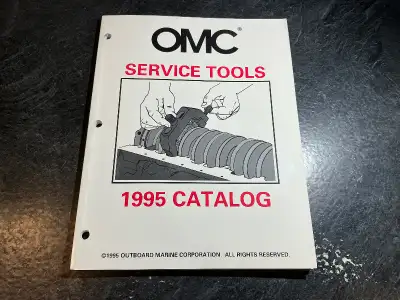 OMC®
SERVICE TOOLS
1995 CATALOG
©1995 OUTBOARD MARINE CORPORATION ALL RIGHTS RESERVED.